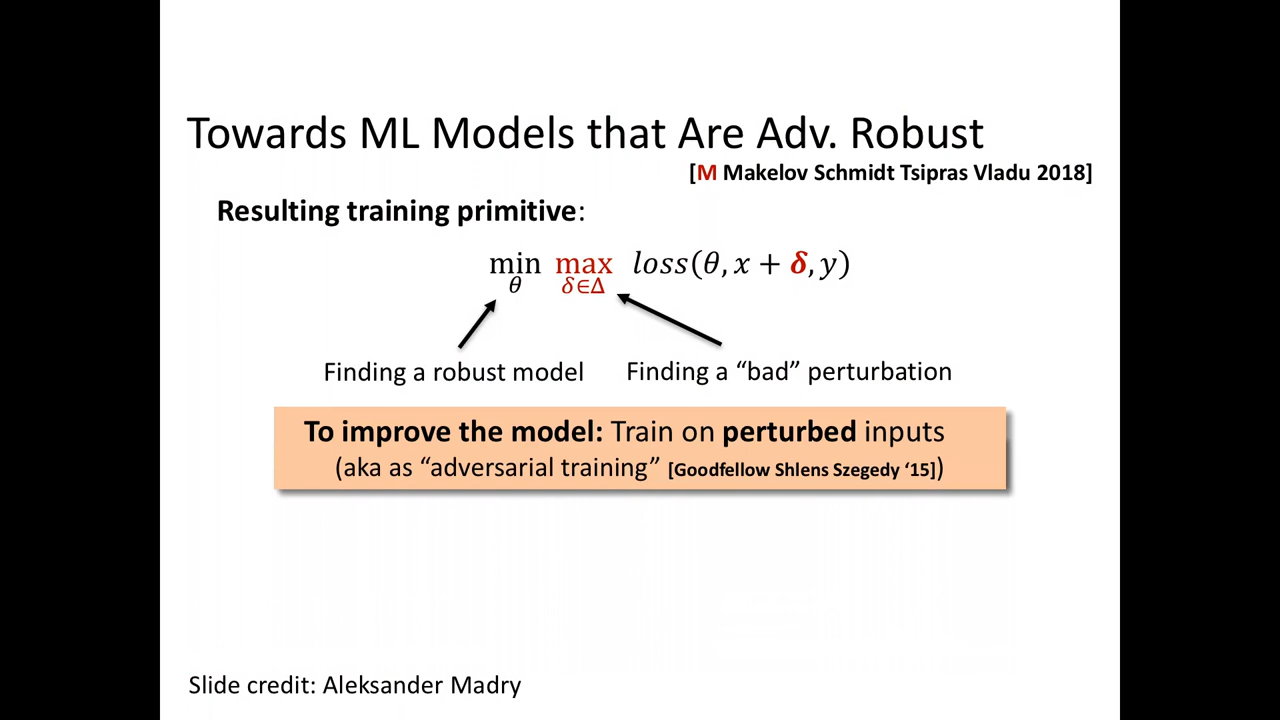 Towards ML Models that Are Adv. Robust
[M Makelov Schmidt Tsipras Vladu 2018]
Resulting training primitive:
min max loss(θ, x + δ, y)
θ δ∈Δ
Finding a robust model Finding a “bad” perturbation
To improve the model: Train on perturbed inputs
(aka as “adversarial training” [Goodfellow Shlens Szegedy ‘15])
Slide credit: Aleksander Madry